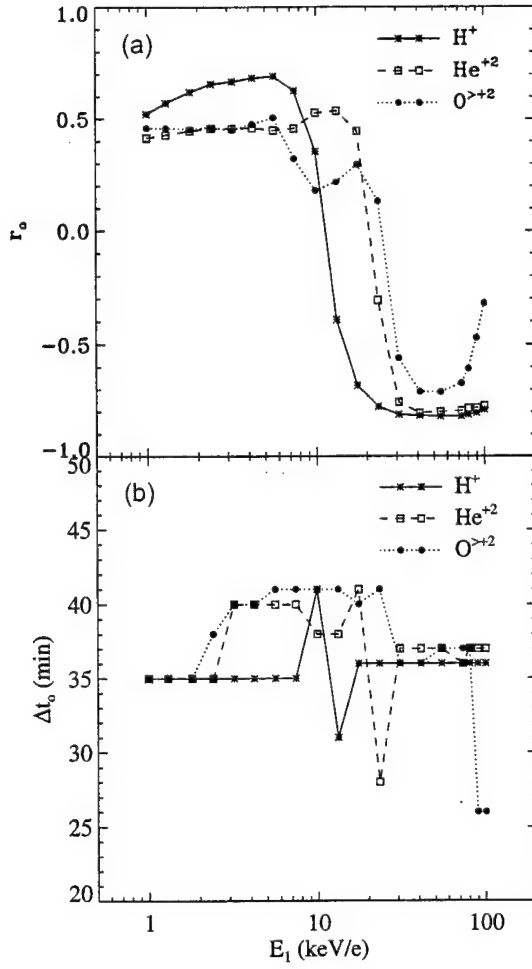 1.0
(a)
H⁺
He⁺²
O^>+2
0.5
0.0
r₀
−0.5
−1.0
50
(b)
H⁺
He⁺²
O^>+2
45
40
35
30
25
20
Δt₀ (min)
1
10
100
E₁ (keV/e)